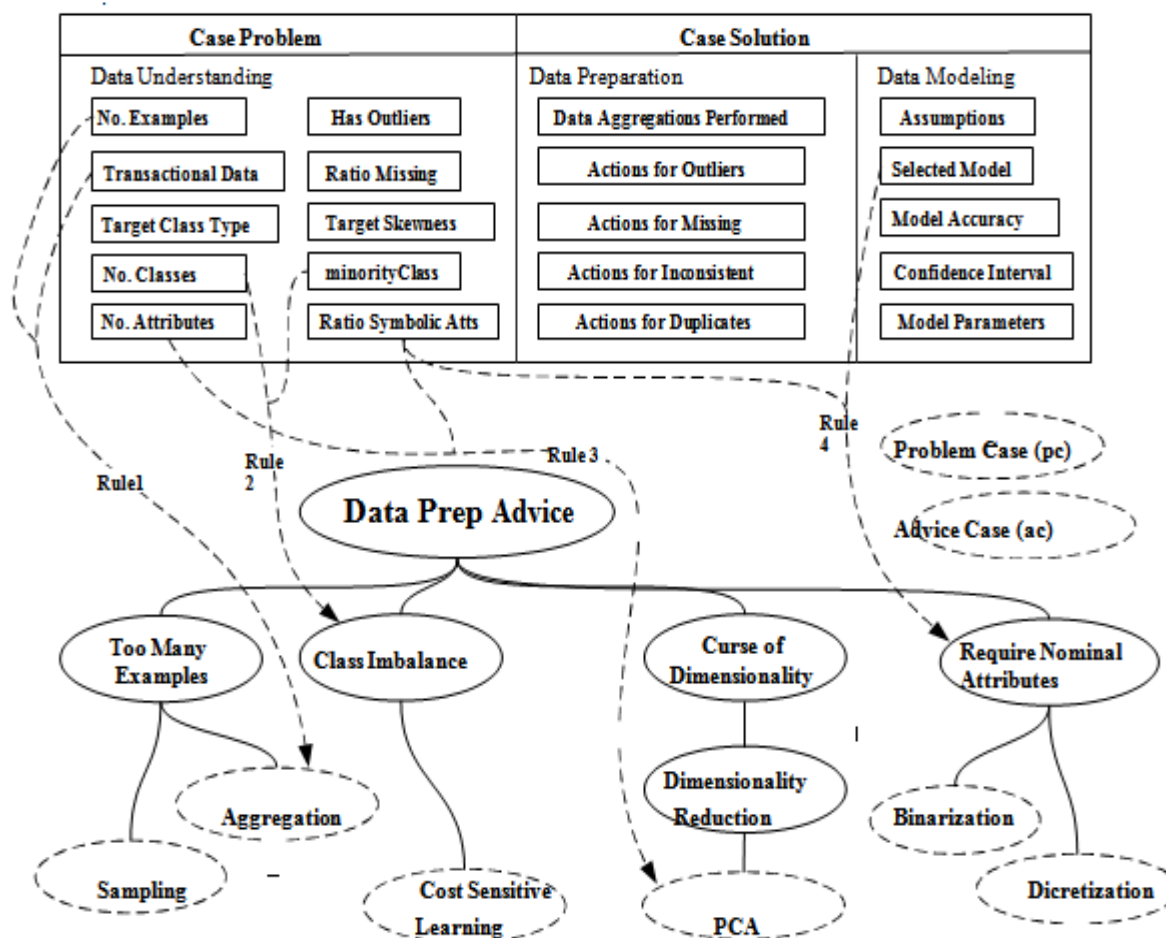 Case Problem
Case Solution
Data Understanding
Data Preparation
Data Modeling
No. Examples
Has Outliers
Data Aggregations Performed
Assumptions
Transactional Data
Ratio Missing
Actions for Outliers
Selected Model
Target Class Type
Target Skewness
Actions for Missing
Model Accuracy
No. Classes
minorityClass
Actions for Inconsistent
Confidence Interval
No. Attributes
Ratio Symbolic Atts
Actions for Duplicates
Model Parameters
Rule1
Rule
2
Rule 3
Rule
4
Problem Case (pc)
Advice Case (ac)
Data Prep Advice
Too Many
Examples
Class Imbalance
Curse of
Dimensionality
Require Nominal
Attributes
Aggregation
Dimensionality
Reduction
Binarization
Sampling
Cost Sensitive
Learning
PCA
Dicretization